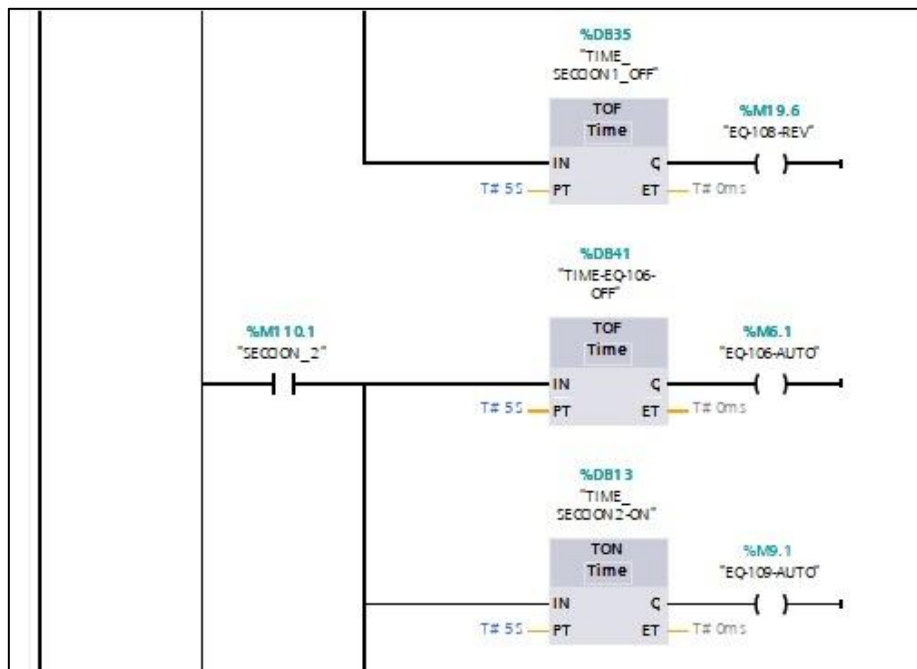 %DB35
"TIME_
SECCION1_OFF"
TOF
Time
%M19.6
"EQ-108-REV"
IN Q
T# 5S PT ET T# 0ms
%DB41
"TIME-EQ-106-
OFF"
TOF
Time
%M110.1
"SECCION_2"
%M6.1
"EQ-106-AUTO"
IN Q
T# 5S PT ET T# 0ms
%DB13
"TIME_
SECCION2-ON"
TON
Time
%M9.1
"EQ-109-AUTO"
IN Q
T# 5S PT ET T# 0ms